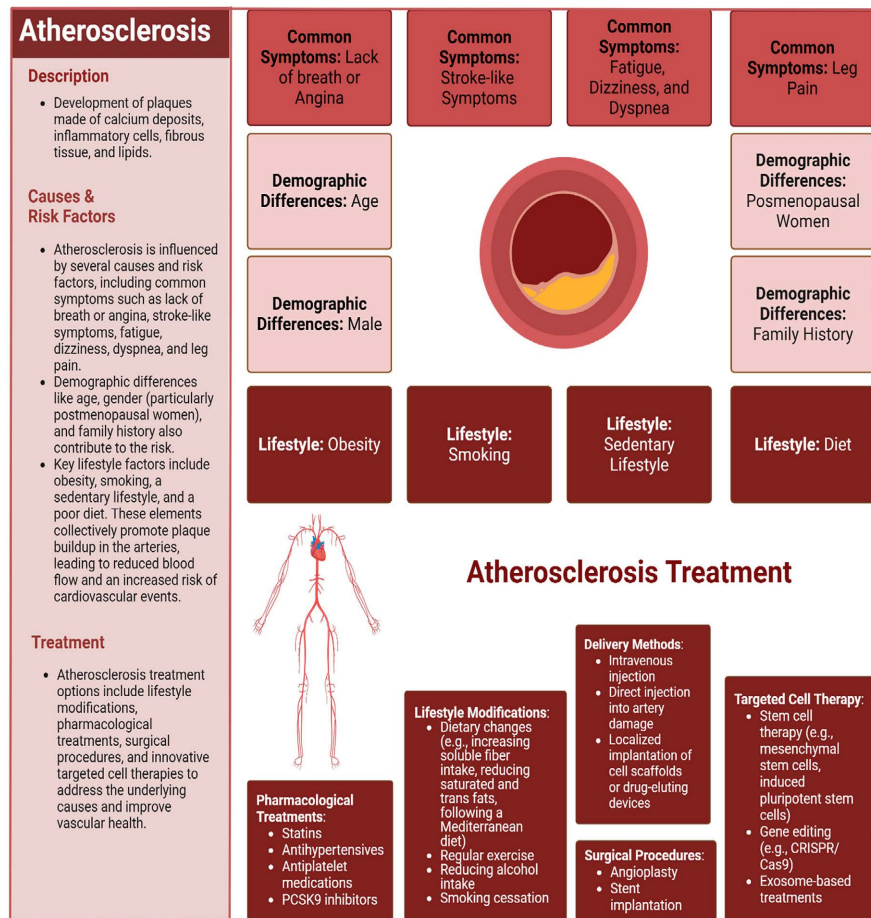 Atherosclerosis
Description
• Development of plaques
made of calcium deposits,
inflammatory cells, fibrous
tissue, and lipids.
Causes &
Risk Factors
• Atherosclerosis is influenced
by several causes and risk
factors, including common
symptoms such as lack of
breath or angina, stroke-like
symptoms, fatigue,
dizziness, dyspnea, and leg
pain.
• Demographic differences
like age, gender (particularly
postmenopausal women),
and family history also
contribute to the risk.
• Key lifestyle factors include
obesity, smoking, a
sedentary lifestyle, and a
poor diet. These elements
collectively promote plaque
buildup in the arteries,
leading to reduced blood
flow and an increased risk of
cardiovascular events.
Treatment
• Atherosclerosis treatment
options include lifestyle
modifications,
pharmacological
treatments, surgical
procedures, and innovative
targeted cell therapies to
address the underlying
causes and improve
vascular health.
Common
Symptoms: Lack
of breath or
Angina
Common
Symptoms:
Stroke-like
Symptoms
Common
Symptoms:
Fatigue,
Dizziness, and
Dyspnea
Common
Symptoms: Leg
Pain
Demographic
Differences: Age
Demographic
Differences:
Posmenopausal
Women
Demographic
Differences: Male
Demographic
Differences:
Family History
Lifestyle: Obesity
Lifestyle:
Smoking
Lifestyle:
Sedentary
Lifestyle
Lifestyle: Diet
Atherosclerosis Treatment
Pharmacological
Treatments:
• Statins
• Antihypertensives
• Antiplatelet
medications
• PCSK9 inhibitors
Lifestyle Modifications:
• Dietary changes
(e.g., increasing
soluble fiber
intake, reducing
saturated and
trans fats,
following a
Mediterranean
diet)
• Regular exercise
• Reducing alcohol
intake
• Smoking cessation
Delivery Methods:
• Intravenous
injection
• Direct injection
into artery
damage
• Localized
implantation of
cell scaffolds
or drug-eluting
devices
Surgical Procedures:
• Angioplasty
• Stent
implantation
Targeted Cell Therapy:
• Stem cell
therapy (e.g.,
mesenchymal
stem cells,
induced
pluripotent stem
cells)
• Gene editing
(e.g., CRISPR/
Cas9)
• Exosome-based
treatments